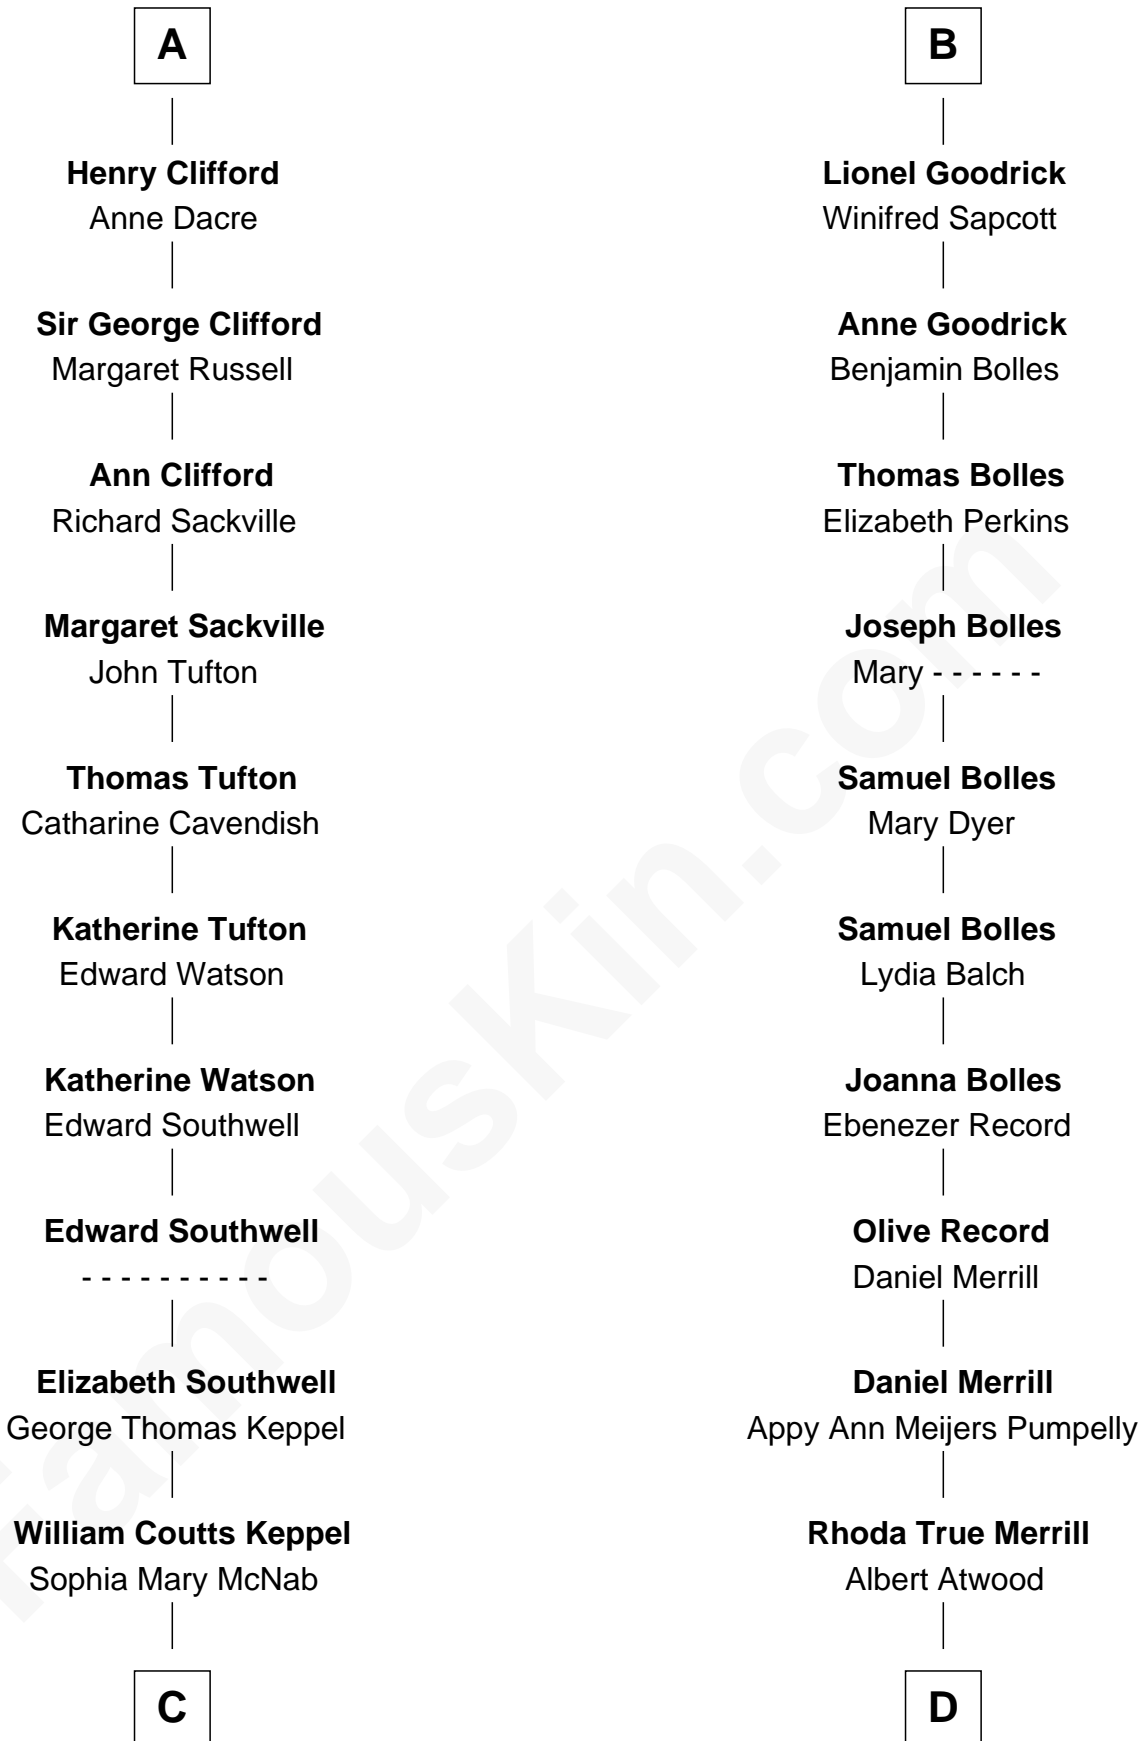 A
Henry Clifford
Anne Dacre
Sir George Clifford
Margaret Russell
Ann Clifford
Richard Sackville
Margaret Sackville
John Tufton
Thomas Tufton
Catharine Cavendish
Katherine Tufton
Edward Watson
Katherine Watson
Edward Southwell
Edward Southwell
- - - - - - - - - -
Elizabeth Southwell
George Thomas Keppel
William Coutts Keppel
Sophia Mary McNab
C
B
Lionel Goodrick
Winifred Sapcott
Anne Goodrick
Benjamin Bolles
Thomas Bolles
Elizabeth Perkins
Joseph Bolles
Mary - - - - - -
Samuel Bolles
Mary Dyer
Samuel Bolles
Lydia Balch
Joanna Bolles
Ebenezer Record
Olive Record
Daniel Merrill
Daniel Merrill
Appy Ann Meijers Pumpelly
Rhoda True Merrill
Albert Atwood
D
FamousKin.com